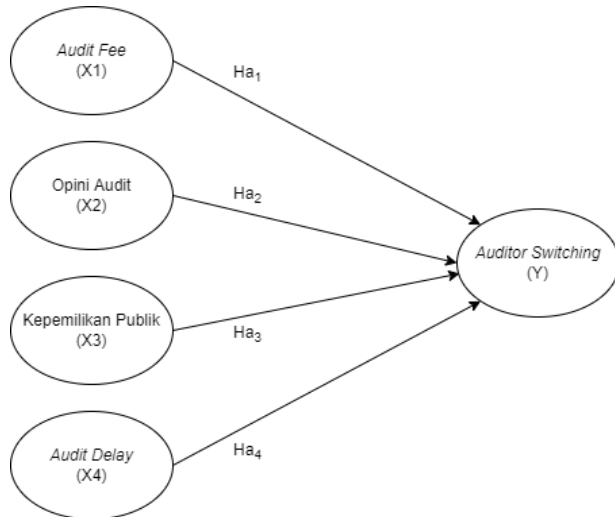 Audit Fee
(X1)
Ha1
Opini Audit
(X2)
Ha2
Auditor Switching
(Y)
Kepemilikan Publik
(X3)
Ha3
Audit Delay
(X4)
Ha4